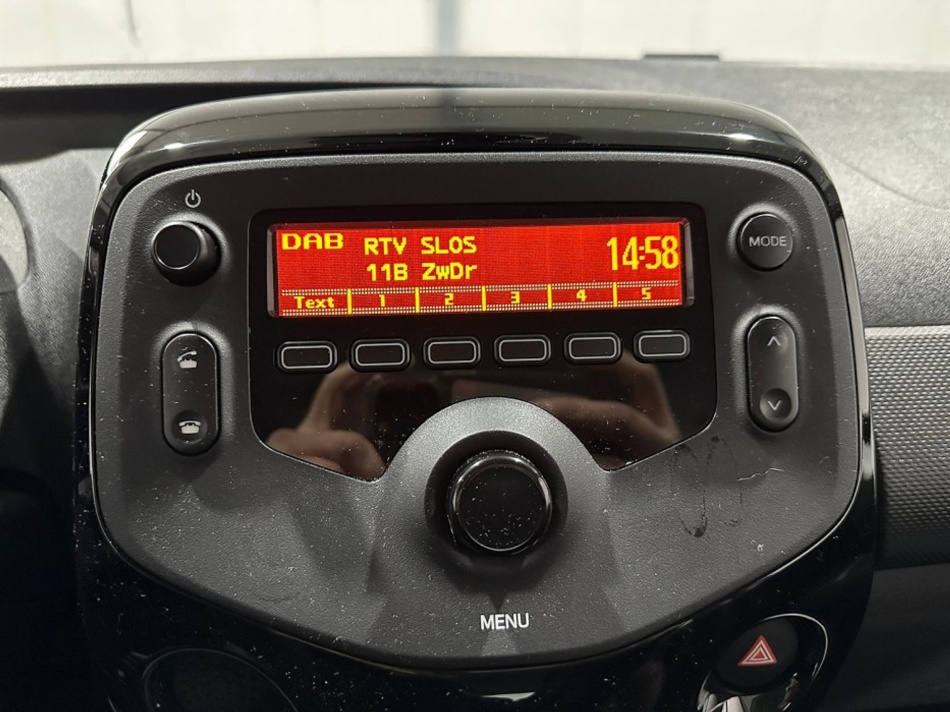 DAB RTV SLOS 14:58
11B ZwDr
Text 1 2 3 4 5
MODE
MENU